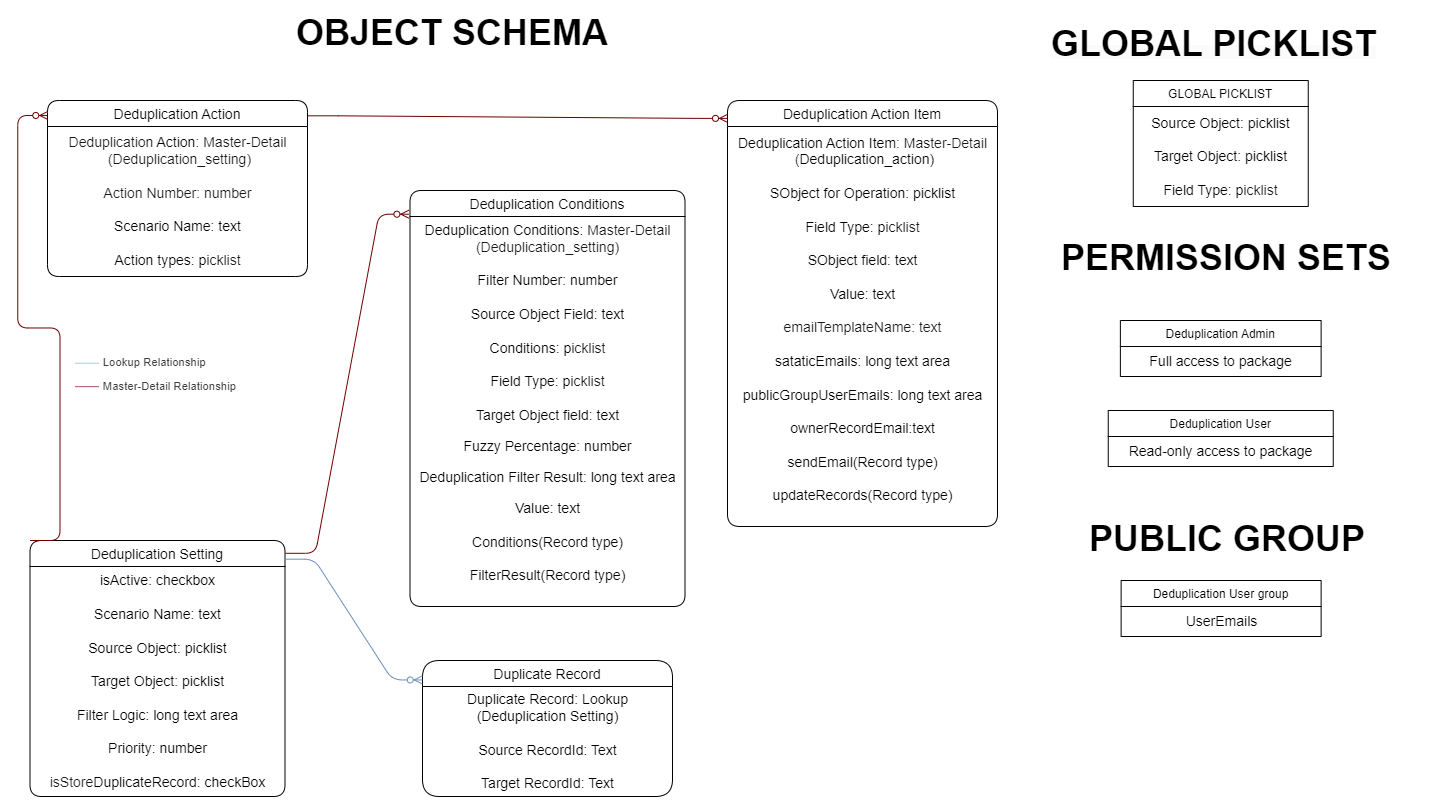 OBJECT SCHEMA
Deduplication Action
Deduplication Action: Master-Detail
(Deduplication_setting)
Action Number: number
Scenario Name: text
Action types: picklist
Deduplication Conditions
Deduplication Conditions: Master-Detail
(Deduplication_setting)
Filter Number: number
Source Object Field: text
Conditions: picklist
Field Type: picklist
Target Object field: text
Fuzzy Percentage: number
Deduplication Filter Result: long text area
Value: text
Conditions(Record type)
FilterResult(Record type)
Deduplication Action Item
Deduplication Action Item: Master-Detail
(Deduplication_action)
SObject for Operation: picklist
Field Type: picklist
SObject field: text
Value: text
emailTemplateName: text
sataticEmails: long text area
publicGroupUserEmails: long text area
ownerRecordEmail:text
sendEmail(Record type)
updateRecords(Record type)
Lookup Relationship
Master-Detail Relationship
Deduplication Setting
isActive: checkbox
Scenario Name: text
Source Object: picklist
Target Object: picklist
Filter Logic: long text area
Priority: number
isStoreDuplicateRecord: checkBox
Duplicate Record
Duplicate Record: Lookup
(Deduplication Setting)
Source RecordId: Text
Target RecordId: Text
GLOBAL PICKLIST
GLOBAL PICKLIST
Source Object: picklist
Target Object: picklist
Field Type: picklist
PERMISSION SETS
Deduplication Admin
Full access to package
Deduplication User
Read-only access to package
PUBLIC GROUP
Deduplication User group
UserEmails